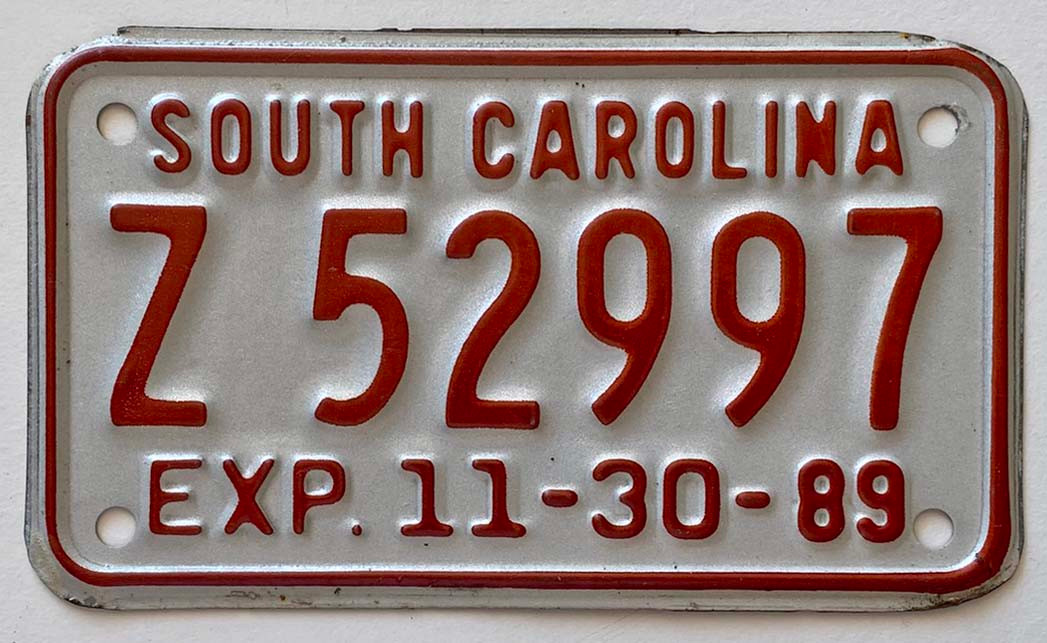 SOUTH CAROLINA
Z 52997
EXP. 11-30-89